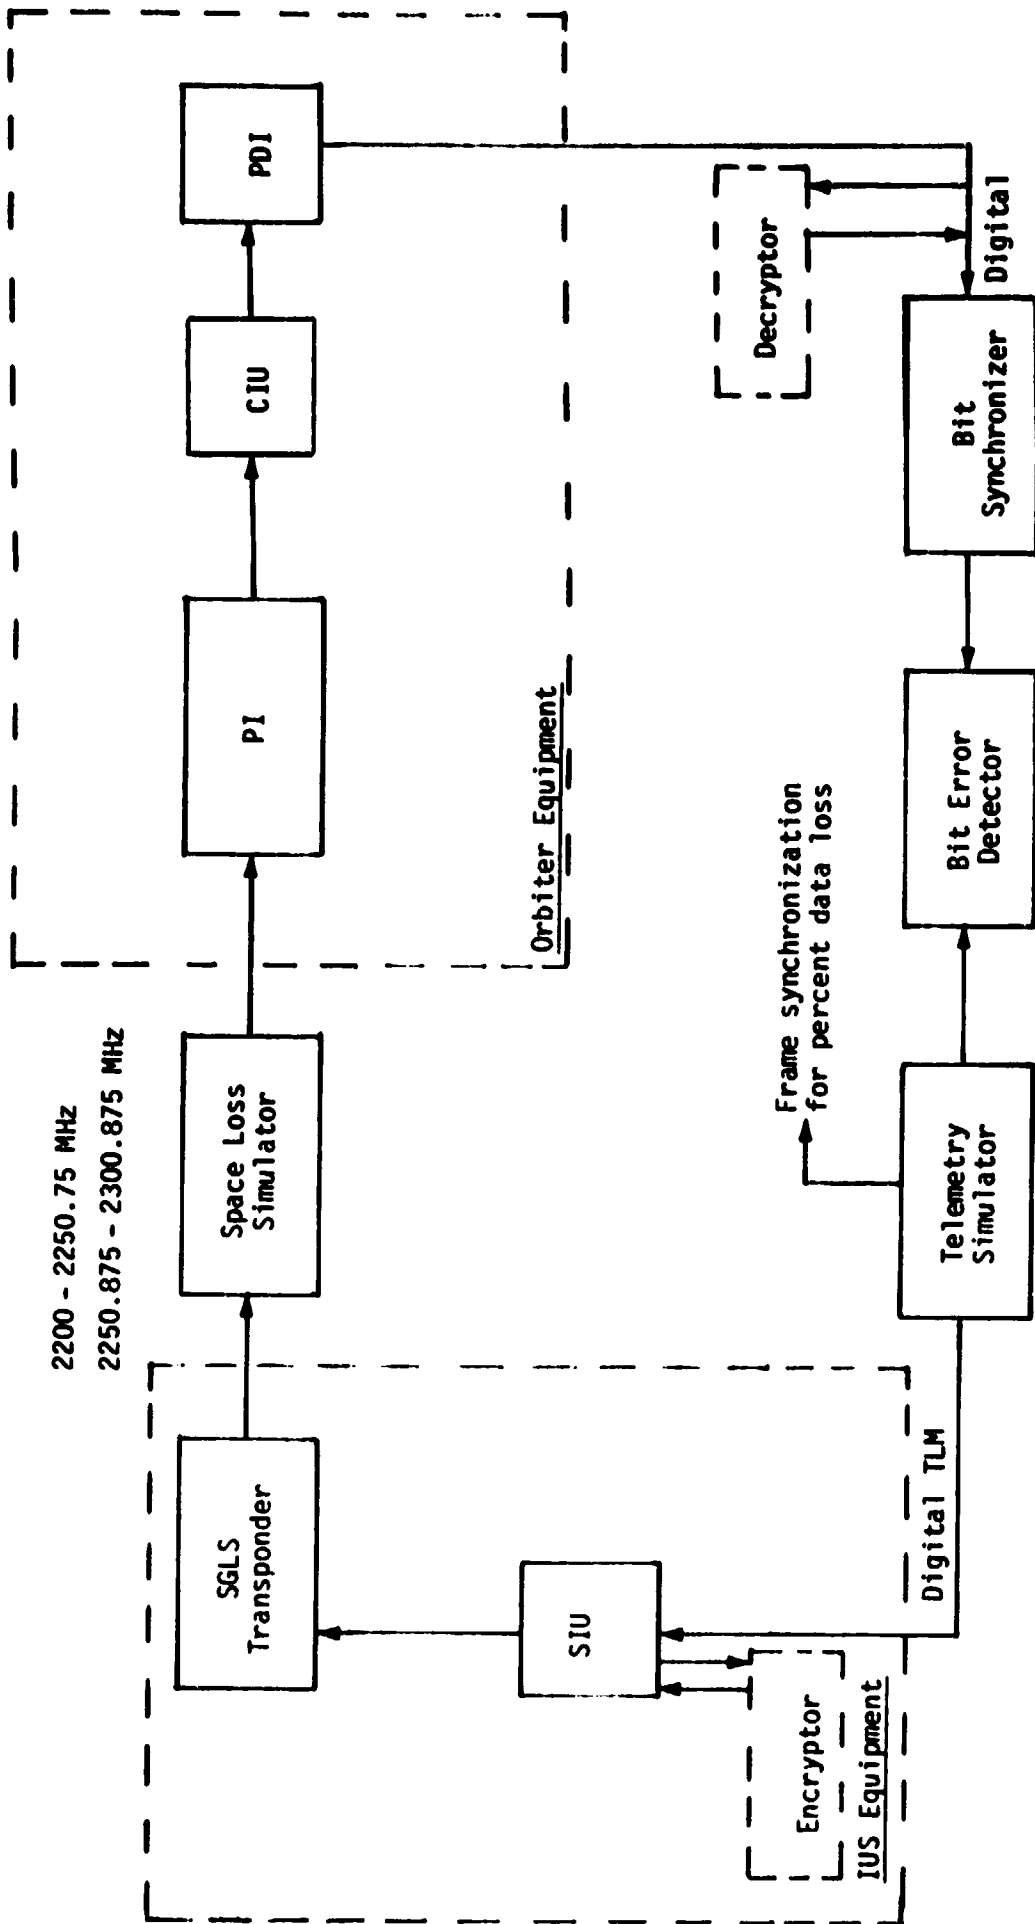 2200 - 2250.75 MHz
2250.875 - 2300.875 MHz
SGLS
Transponder
Space Loss
Simulator
PI
CIU
PDI
Orbiter Equipment
SIU
Encryptor
IUS Equipment
Digital TLM
Frame synchronization
for percent data loss
Decryptor
Digital
Telemetry
Simulator
Bit Error
Detector
Bit
Synchronizer